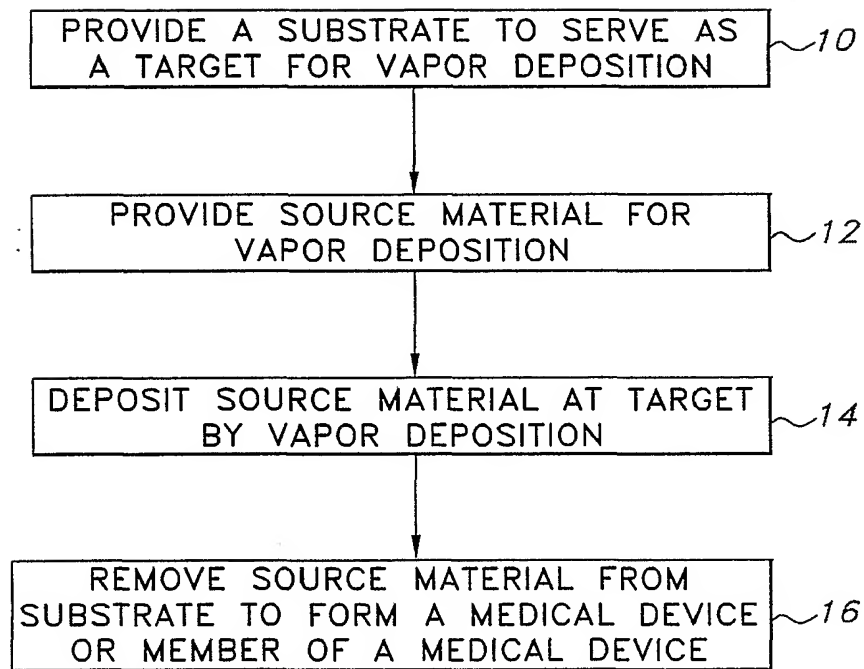 PROVIDE A SUBSTRATE TO SERVE AS
A TARGET FOR VAPOR DEPOSITION
10
PROVIDE SOURCE MATERIAL FOR
VAPOR DEPOSITION
12
DEPOSIT SOURCE MATERIAL AT TARGET
BY VAPOR DEPOSITION
14
REMOVE SOURCE MATERIAL FROM
SUBSTRATE TO FORM A MEDICAL DEVICE
OR MEMBER OF A MEDICAL DEVICE
16